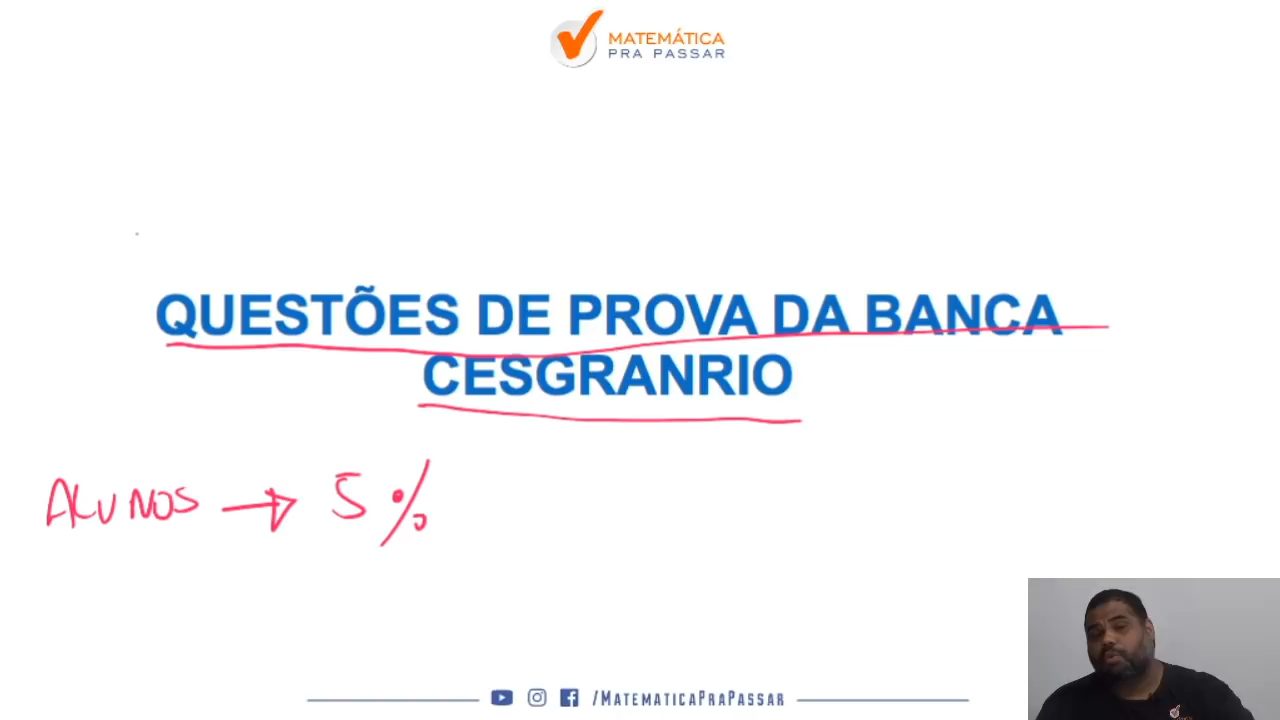 MATEMÁTICA
PRA PASSAR
QUESTÕES DE PROVA DA BANCA
CESGRANRIO
ALUNOS → 5 %
/MATEMATICAPRAPASSAR